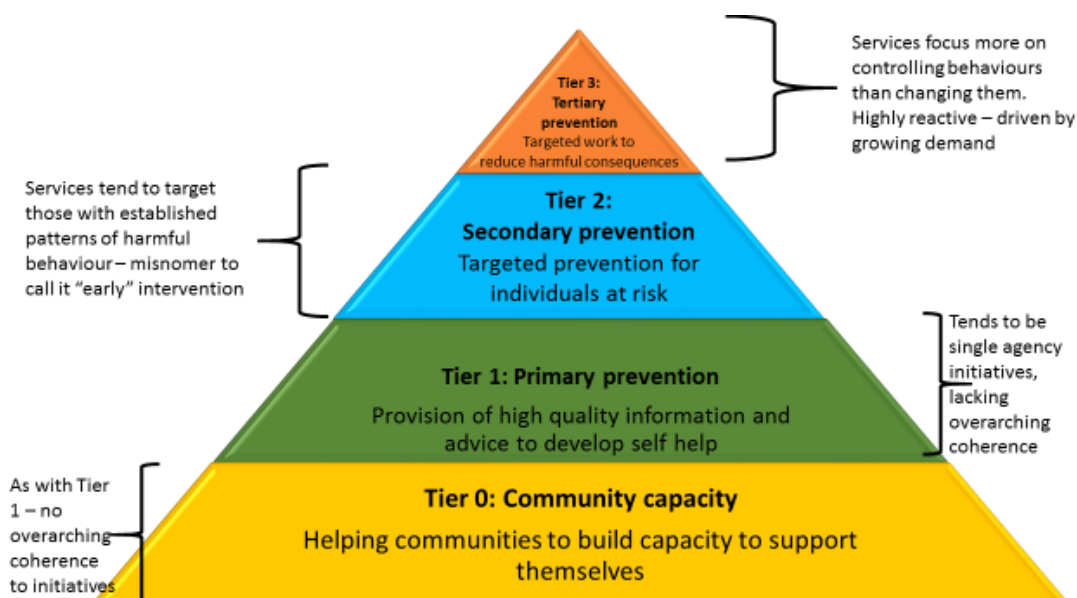 Tier 3:
Tertiary
prevention
Targeted work to
reduce harmful consequences
Services focus more on
controlling behaviours
than changing them.
Highly reactive – driven by
growing demand
Services tend to target
those with established
patterns of harmful
behaviour – misnomer to
call it “early” intervention
Tier 2:
Secondary prevention
Targeted prevention for
individuals at risk
Tier 1: Primary prevention
Provision of high quality information and
advice to develop self help
Tends to be
single agency
initiatives,
lacking
overarching
coherence
As with Tier
1 – no
overarching
coherence
to initiatives
Tier 0: Community capacity
Helping communities to build capacity to support
themselves